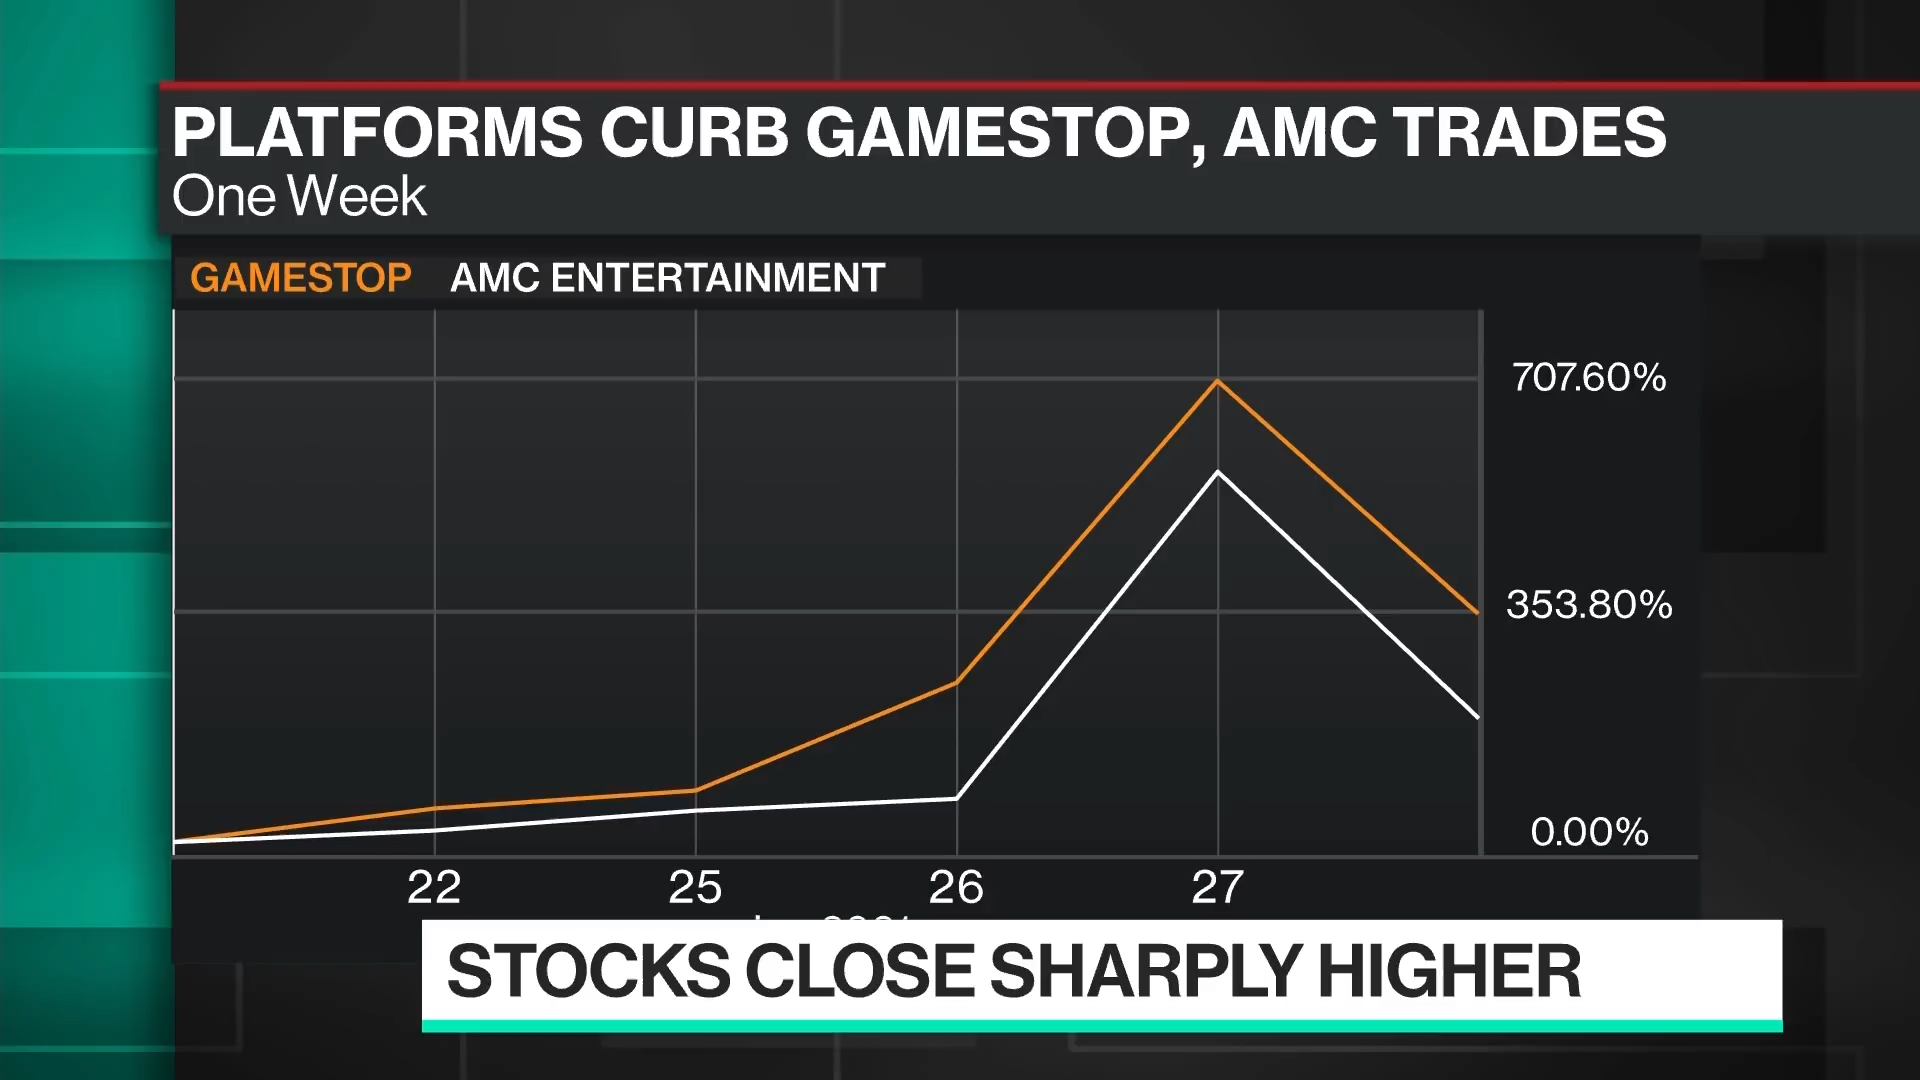 PLATFORMS CURB GAMESTOP, AMC TRADES
One Week
GAMESTOP AMC ENTERTAINMENT
707.60%
353.80%
0.00%
22 25 26 27
STOCKS CLOSE SHARPLY HIGHER